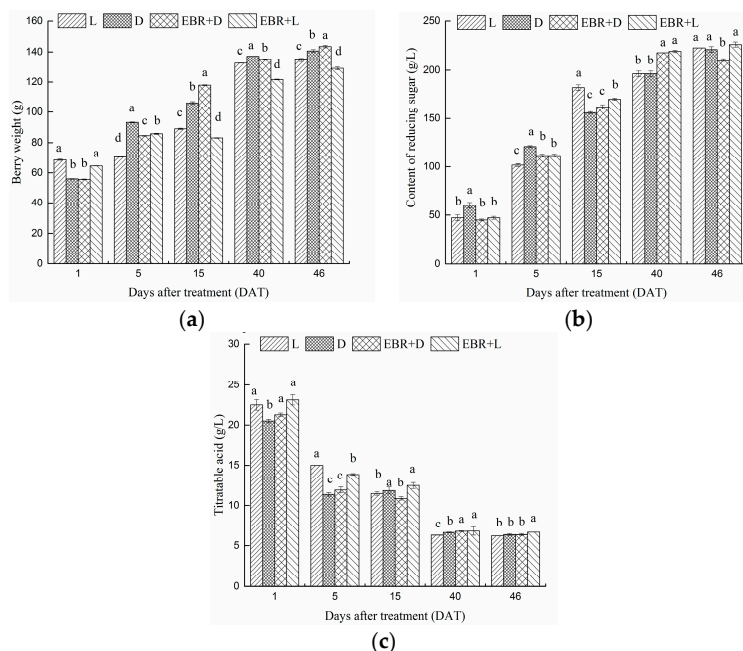 L D EBR+D EBR+L
160
140
120
100
80
60
40
20
0
Berry weight (g)
a b b a
d a c c
c b a d
c a b d
c b a d
1 5 15 40 46
Days after treatment (DAT)
(a)
L D EBR+D EBR+L
250
200
150
100
50
0
Content of reducing sugar (g/L)
b a b b
c a b b
a c c b
b b a a
a a b a
1 5 15 40 46
Days after treatment (DAT)
(b)
L D EBR+D EBR+L
30
25
20
15
10
5
0
Titratable acid (g/L)
a b a a
a c c b
b a b a
c b a a
b b b a
1 5 15 40 46
Days after treatment (DAT)
(c)